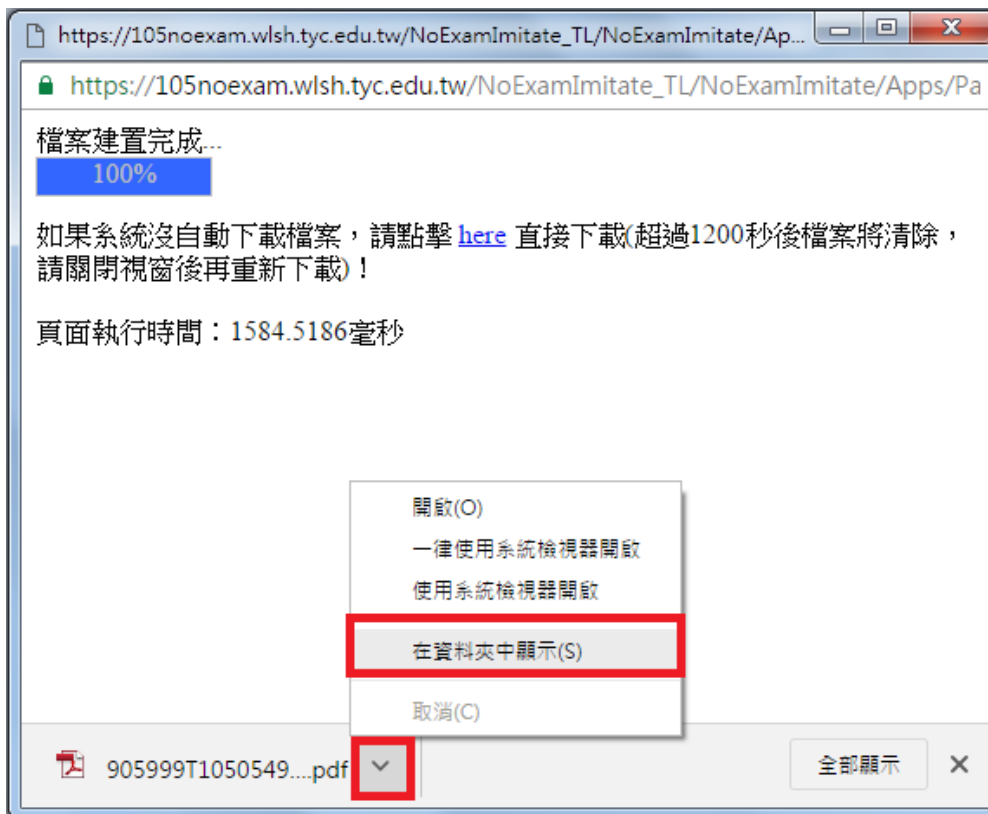 https://105noexam.wlsh.tyc.edu.tw/NoExamImitate_TL/NoExamImitate/Ap...
https://105noexam.wlsh.tyc.edu.tw/NoExamImitate_TL/NoExamImitate/Apps/Pa
檔案建置完成...
100%
如果系統沒自動下載檔案，請點擊 here 直接下載(超過1200秒後檔案將清除，
請關閉視窗後再重新下載)！
頁面執行時間：1584.5186毫秒
開啟(O)
一律使用系統檢視器開啟
使用系統檢視器開啟
在資料夾中顯示(S)
取消(C)
905999T1050549....pdf
全部顯示